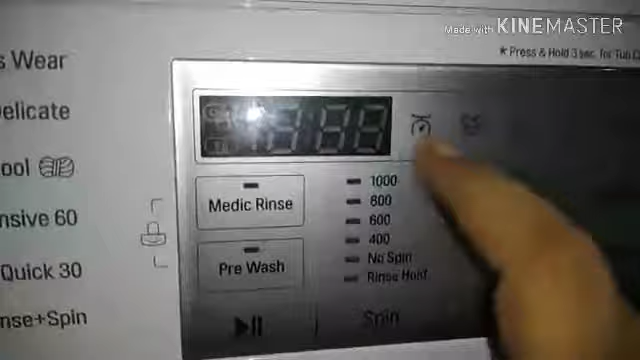 Made with KINEMASTER
* Press & Hold 3 sec. for Tub
s Wear
elicate
ool
nsive 60
Quick 30
nse+Spin
Medic Rinse
Pre Wash
1000
800
600
400
No Spin
Rinse Hold
Spin